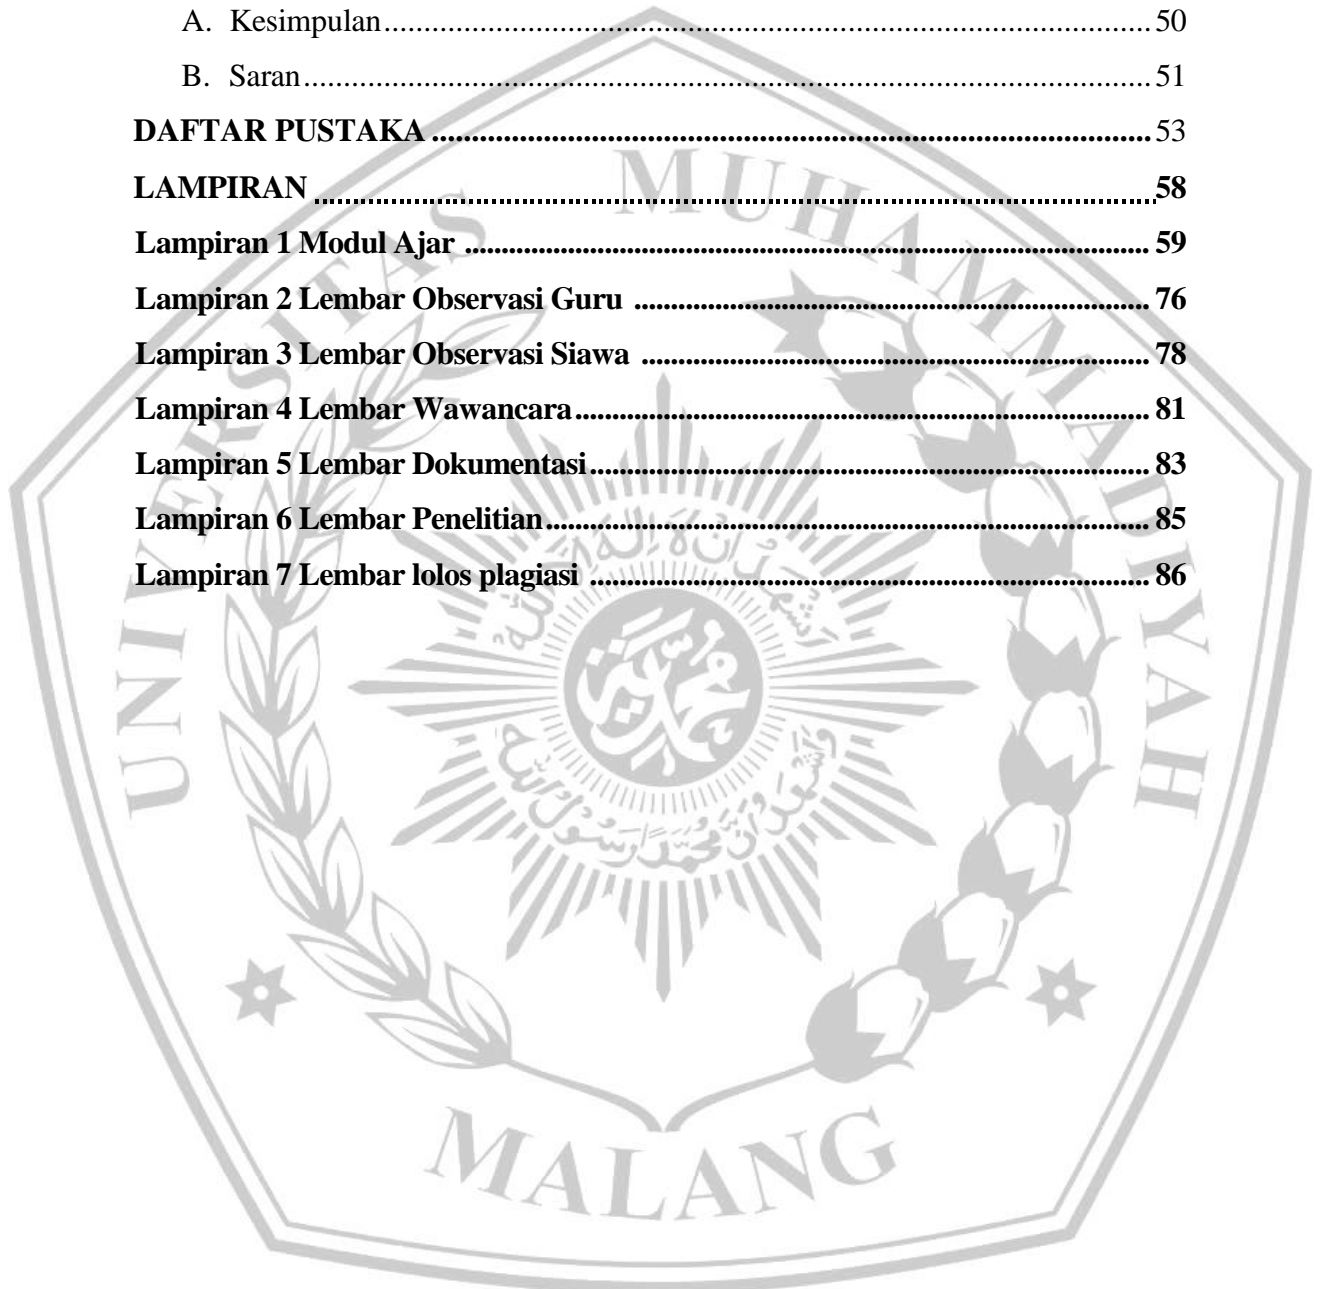 A. Kesimpulan........................................................................................50
B. Saran..................................................................................................51
DAFTAR PUSTAKA ........................................................................................53
LAMPIRAN ........................................................................................58
Lampiran 1 Modul Ajar ........................................................................................59
Lampiran 2 Lembar Observasi Guru ........................................................................76
Lampiran 3 Lembar Observasi Siawa ........................................................................78
Lampiran 4 Lembar Wawancara........................................................................81
Lampiran 5 Lembar Dokumentasi........................................................................83
Lampiran 6 Lembar Penelitian........................................................................85
Lampiran 7 Lembar lolos plagiasi ........................................................................86
UNIVERSITAS MUHAMMADIYAH
MALANG